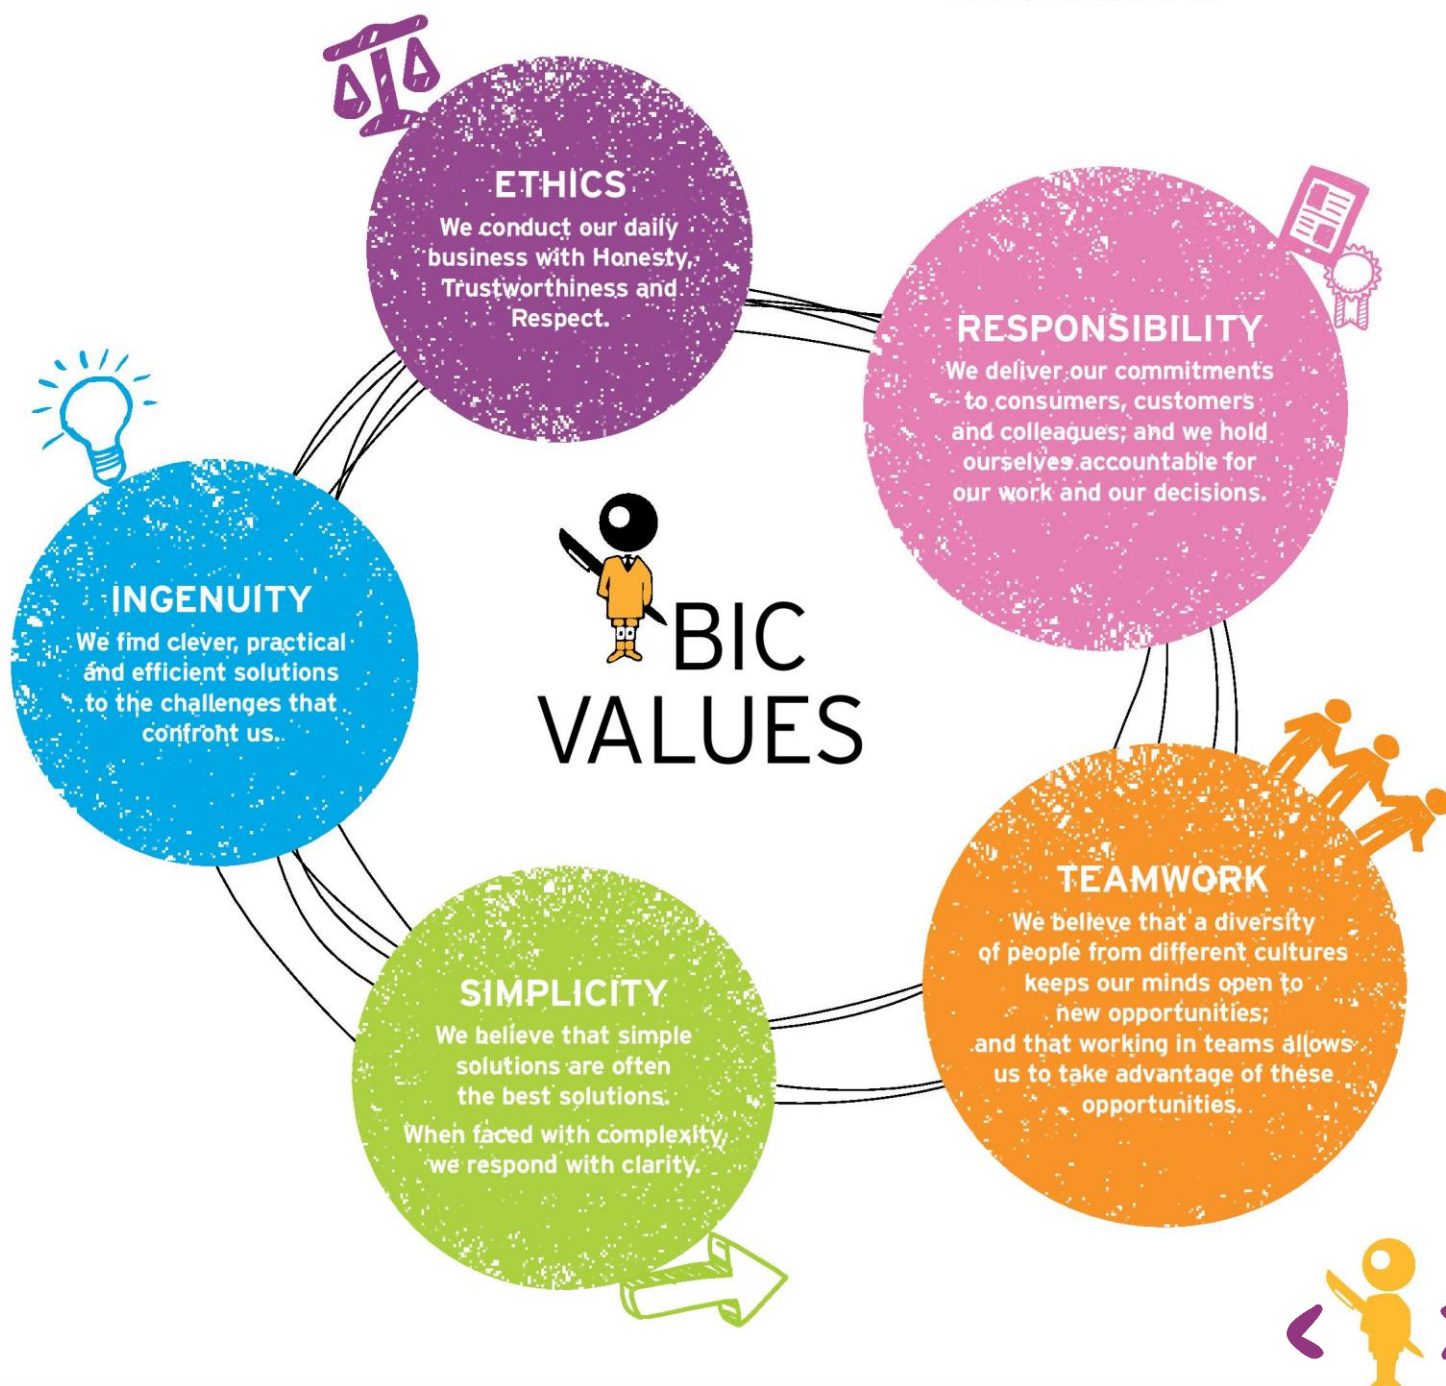 ETHICS
We conduct our daily
business with Honesty,
Trustworthiness and
Respect.
RESPONSIBILITY
We deliver our commitments
to consumers, customers
and colleagues; and we hold
ourselves accountable for
our work and our decisions.
INGENUITY
We find clever, practical
and efficient solutions
to the challenges that
confront us.
BIC
VALUES
TEAMWORK
We believe that a diversity
of people from different cultures
keeps our minds open to
new opportunities;
and that working in teams allows
us to take advantage of these
opportunities.
SIMPLICITY
We believe that simple
solutions are often
the best solutions.
When faced with complexity,
we respond with clarity.